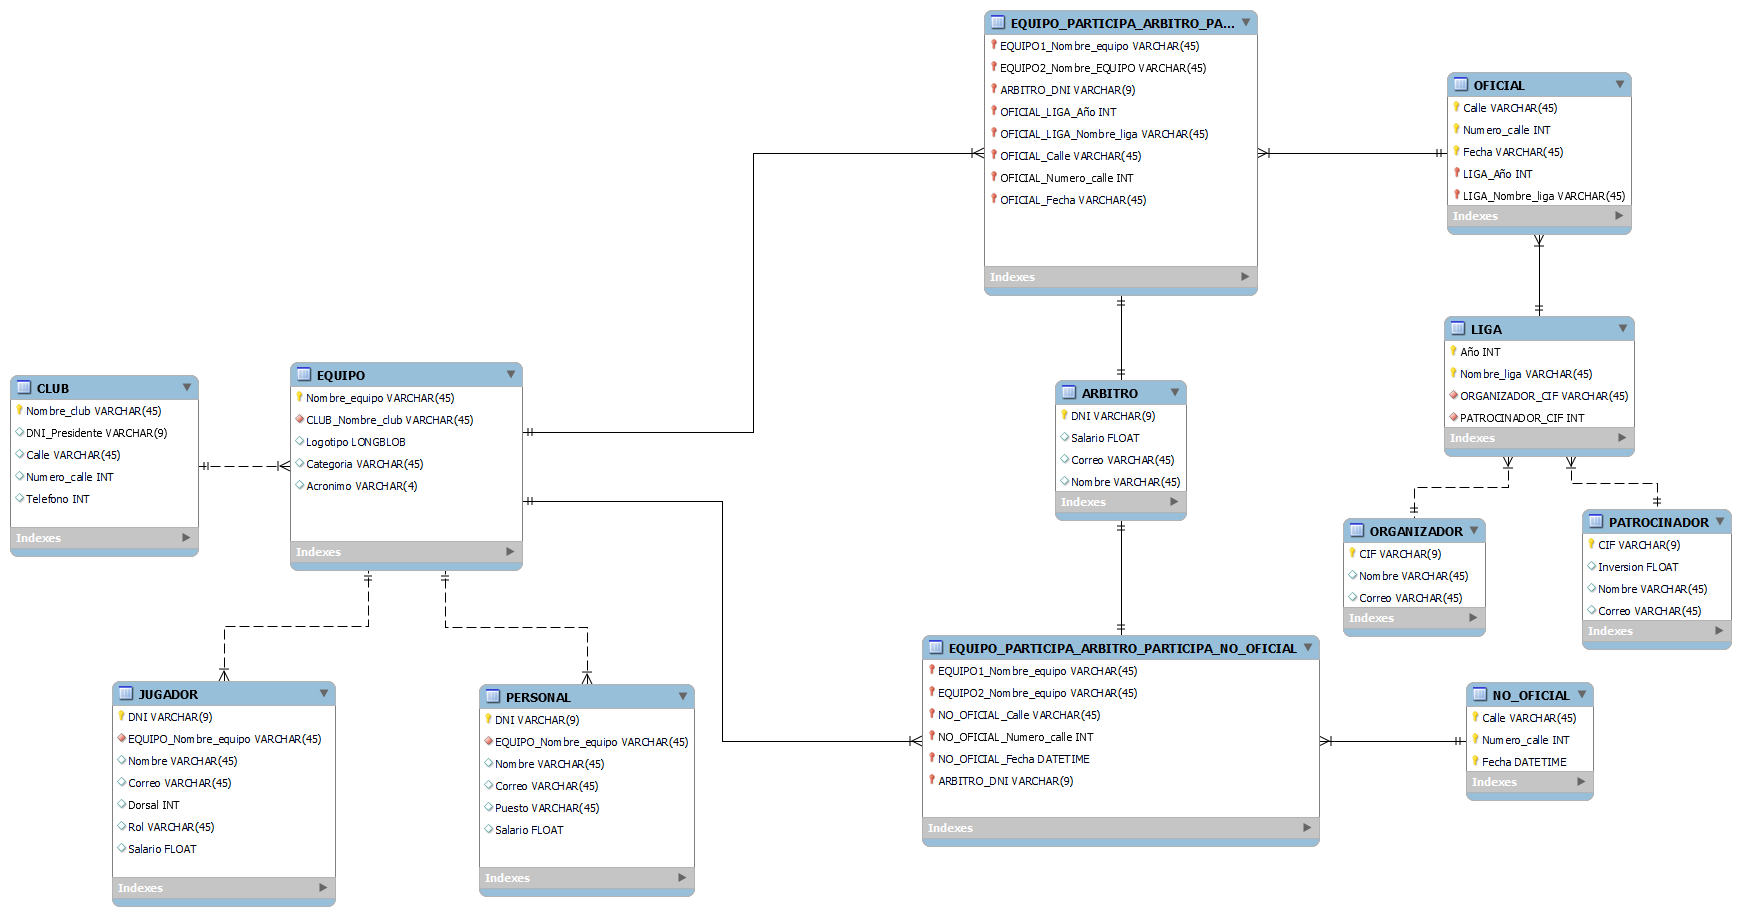 EQUIPO_PARTICIPA_ARBITRO_PA...
EQUIPO1_Nombre_equipo VARCHAR(45)
EQUIPO2_Nombre_EQUIPO VARCHAR(45)
ARBITRO_DNI VARCHAR(9)
OFICIAL_LIGA_Año INT
OFICIAL_LIGA_Nombre_liga VARCHAR(45)
OFICIAL_Calle VARCHAR(45)
OFICIAL_Numero_calle INT
OFICIAL_Fecha VARCHAR(45)
Indexes
OFICIAL
Calle VARCHAR(45)
Numero_calle INT
Fecha VARCHAR(45)
LIGA_Año INT
LIGA_Nombre_liga VARCHAR(45)
Indexes
LIGA
Año INT
Nombre_liga VARCHAR(45)
ORGANIZADOR_CIF VARCHAR(45)
PATROCINADOR_CIF INT
Indexes
CLUB
Nombre_club VARCHAR(45)
DNI_Presidente VARCHAR(9)
Calle VARCHAR(45)
Numero_calle INT
Telefono INT
Indexes
EQUIPO
Nombre_equipo VARCHAR(45)
CLUB_Nombre_club VARCHAR(45)
Logotipo LONGBLOB
Categoria VARCHAR(45)
Acronimo VARCHAR(4)
Indexes
ARBITRO
DNI VARCHAR(9)
Salario FLOAT
Correo VARCHAR(45)
Nombre VARCHAR(45)
Indexes
ORGANIZADOR
CIF VARCHAR(9)
Nombre VARCHAR(45)
Correo VARCHAR(45)
Indexes
PATROCINADOR
CIF VARCHAR(9)
Inversion FLOAT
Nombre VARCHAR(45)
Correo VARCHAR(45)
Indexes
JUGADOR
DNI VARCHAR(9)
EQUIPO_Nombre_equipo VARCHAR(45)
Nombre VARCHAR(45)
Correo VARCHAR(45)
Dorsal INT
Rol VARCHAR(45)
Salario FLOAT
Indexes
PERSONAL
DNI VARCHAR(9)
EQUIPO_Nombre_equipo VARCHAR(45)
Nombre VARCHAR(45)
Correo VARCHAR(45)
Puesto VARCHAR(45)
Salario FLOAT
Indexes
EQUIPO_PARTICIPA_ARBITRO_PARTICIPA_NO_OFICIAL
EQUIPO1_Nombre_equipo VARCHAR(45)
EQUIPO2_Nombre_equipo VARCHAR(45)
NO_OFICIAL_Calle VARCHAR(45)
NO_OFICIAL_Numero_calle INT
NO_OFICIAL_Fecha DATETIME
ARBITRO_DNI VARCHAR(9)
Indexes
NO_OFICIAL
Calle VARCHAR(45)
Numero_calle INT
Fecha DATETIME
Indexes